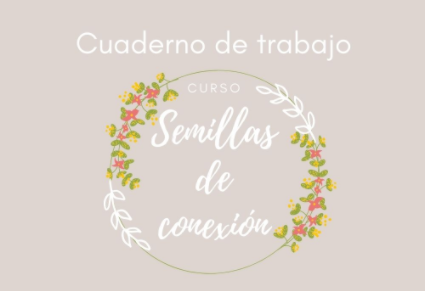 Cuaderno de trabajo
CURSO
Semillas
de
conexión